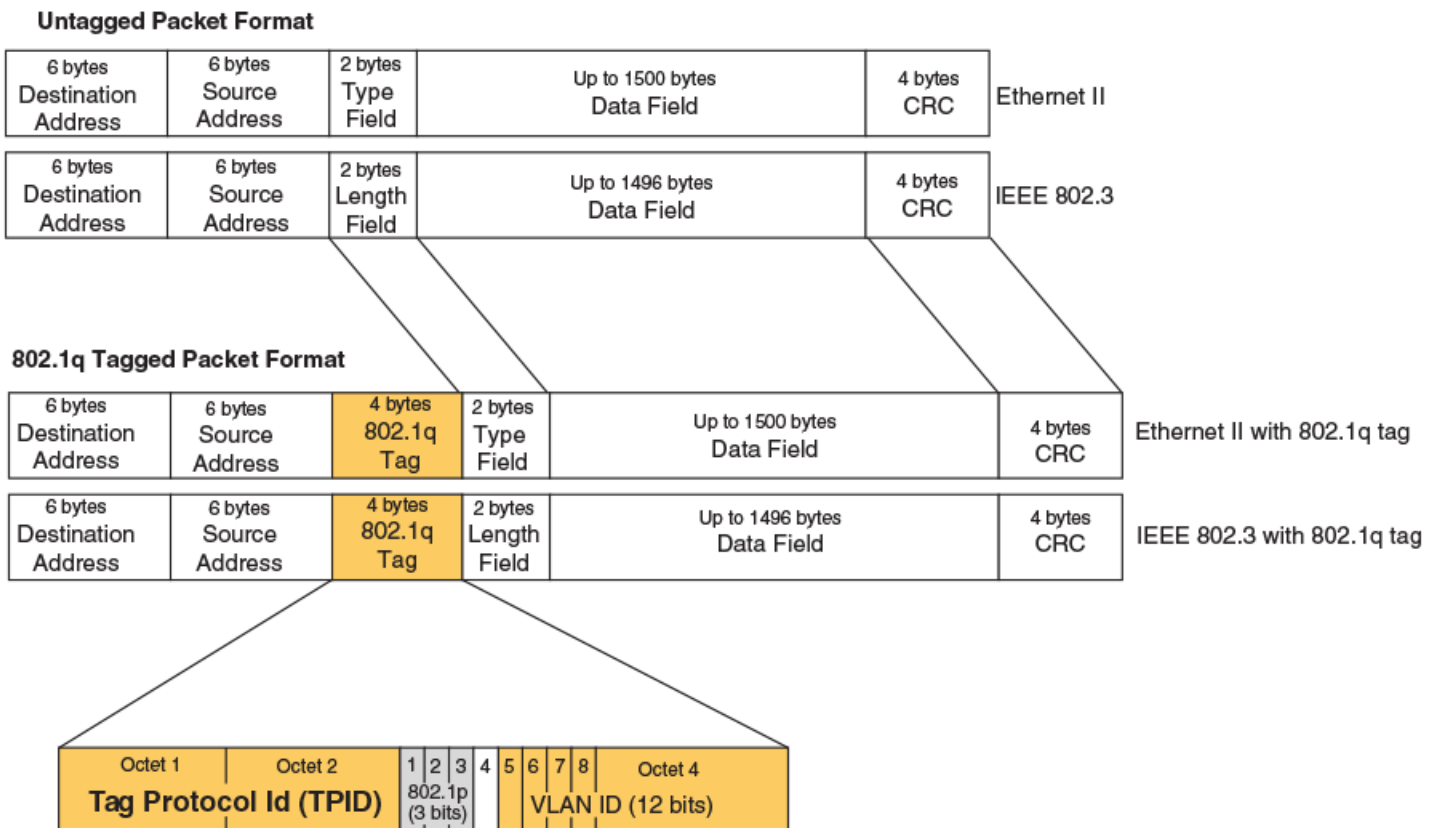 Untagged Packet Format
6 bytes Destination Address
6 bytes Source Address
2 bytes Type Field
Up to 1500 bytes Data Field
4 bytes CRC
Ethernet II
6 bytes Destination Address
6 bytes Source Address
2 bytes Length Field
Up to 1496 bytes Data Field
4 bytes CRC
IEEE 802.3
802.1q Tagged Packet Format
6 bytes Destination Address
6 bytes Source Address
4 bytes 802.1q Tag
2 bytes Type Field
Up to 1500 bytes Data Field
4 bytes CRC
Ethernet II with 802.1q tag
6 bytes Destination Address
6 bytes Source Address
4 bytes 802.1q Tag
2 bytes Length Field
Up to 1496 bytes Data Field
4 bytes CRC
IEEE 802.3 with 802.1q tag
Octet 1 Octet 2 1 2 3 4 5 6 7 8 Octet 4
Tag Protocol Id (TPID) 802.1p (3 bits) VLAN ID (12 bits)